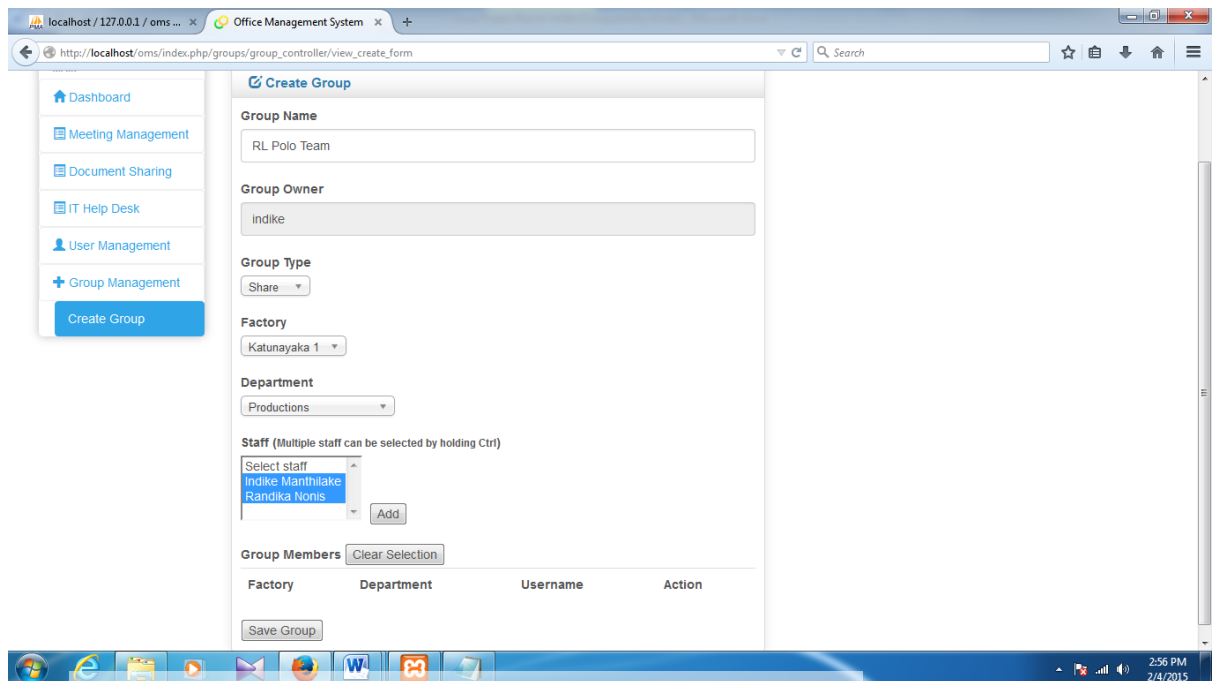 localhost / 127.0.0.1 / oms ... ×
Office Management System ×
http://localhost/oms/index.php/groups/group_controller/view_create_form
Search
Dashboard
Meeting Management
Document Sharing
IT Help Desk
User Management
Group Management
Create Group
Create Group
Group Name
RL Polo Team
Group Owner
indike
Group Type
Share
Factory
Katunayaka 1
Department
Productions
Staff (Multiple staff can be selected by holding Ctrl)
Select staff
Indike Manthilake
Randika Nonis
Add
Group Members Clear Selection
Factory Department Username Action
Save Group
2:56 PM
2/4/2015